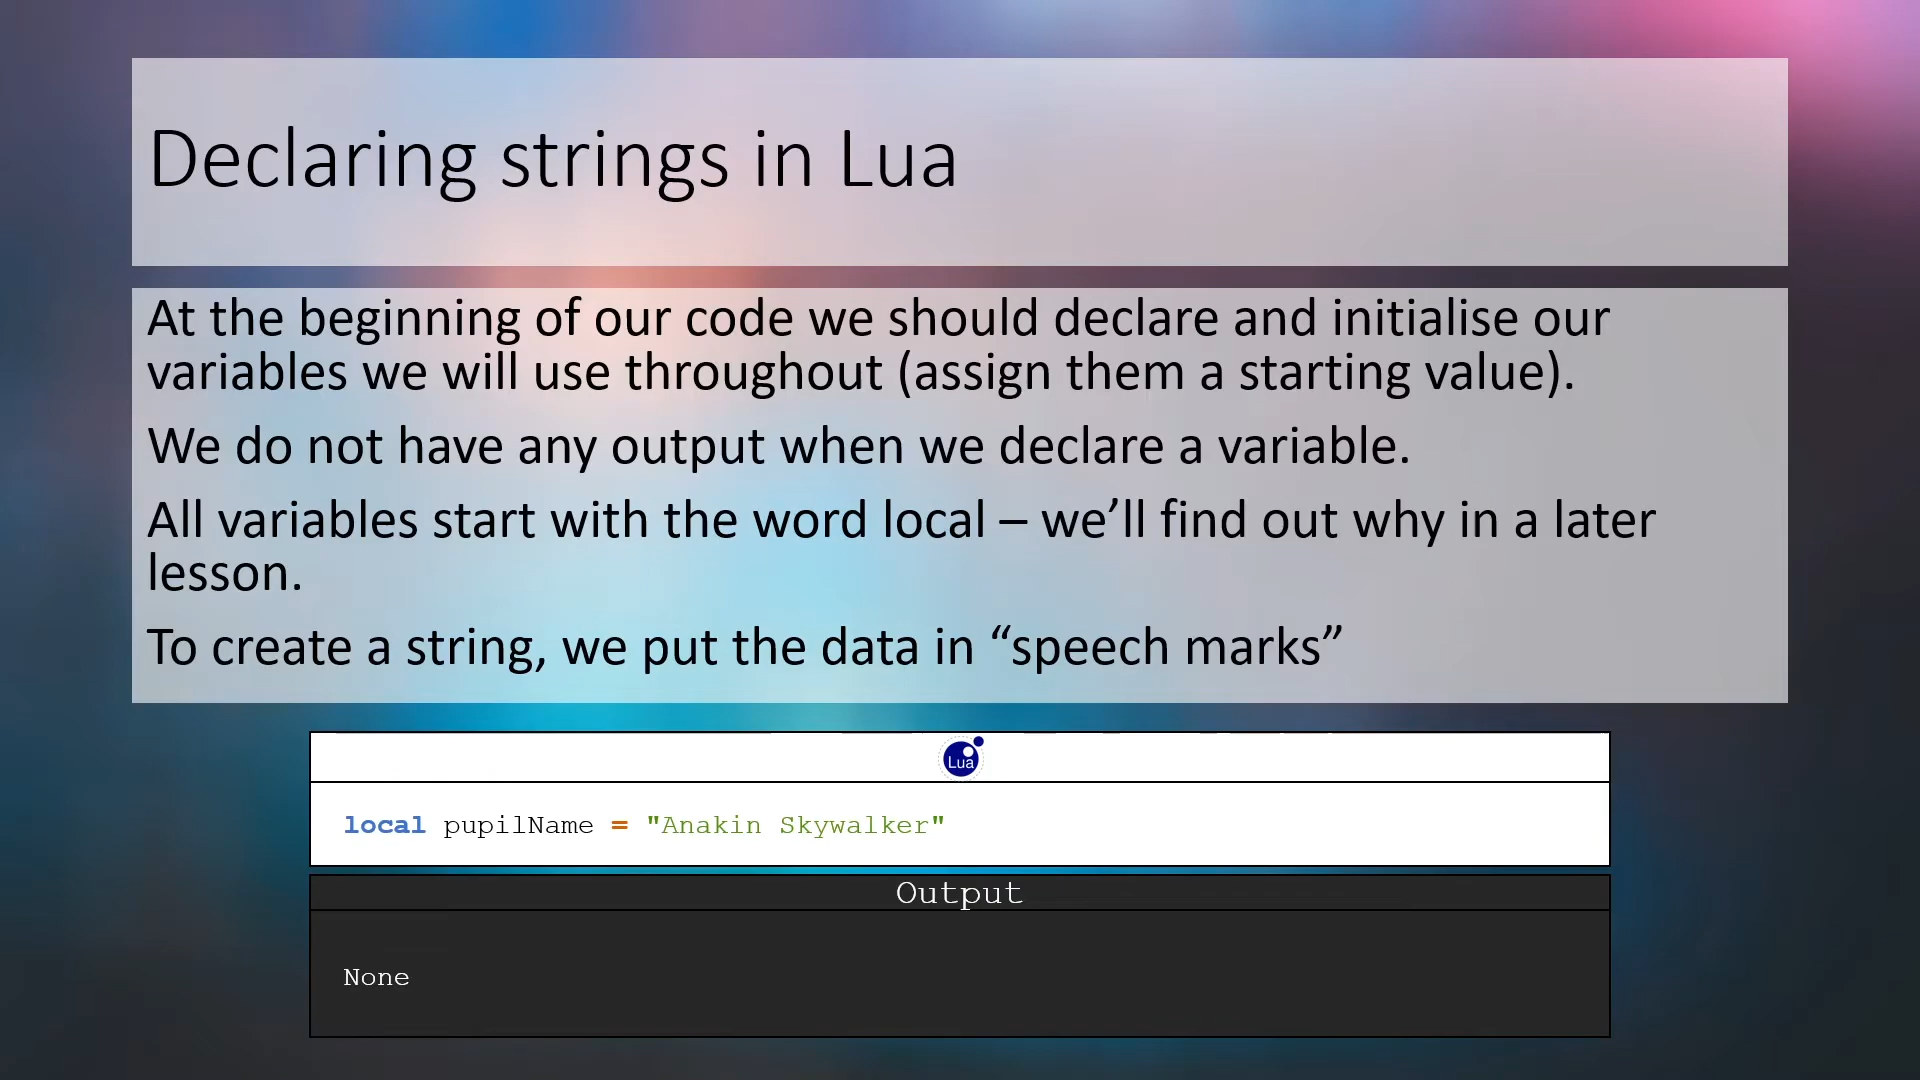 Declaring strings in Lua
At the beginning of our code we should declare and initialise our
variables we will use throughout (assign them a starting value).
We do not have any output when we declare a variable.
All variables start with the word local – we’ll find out why in a later
lesson.
To create a string, we put the data in “speech marks”
Lua
local pupilName = "Anakin Skywalker"
Output
None